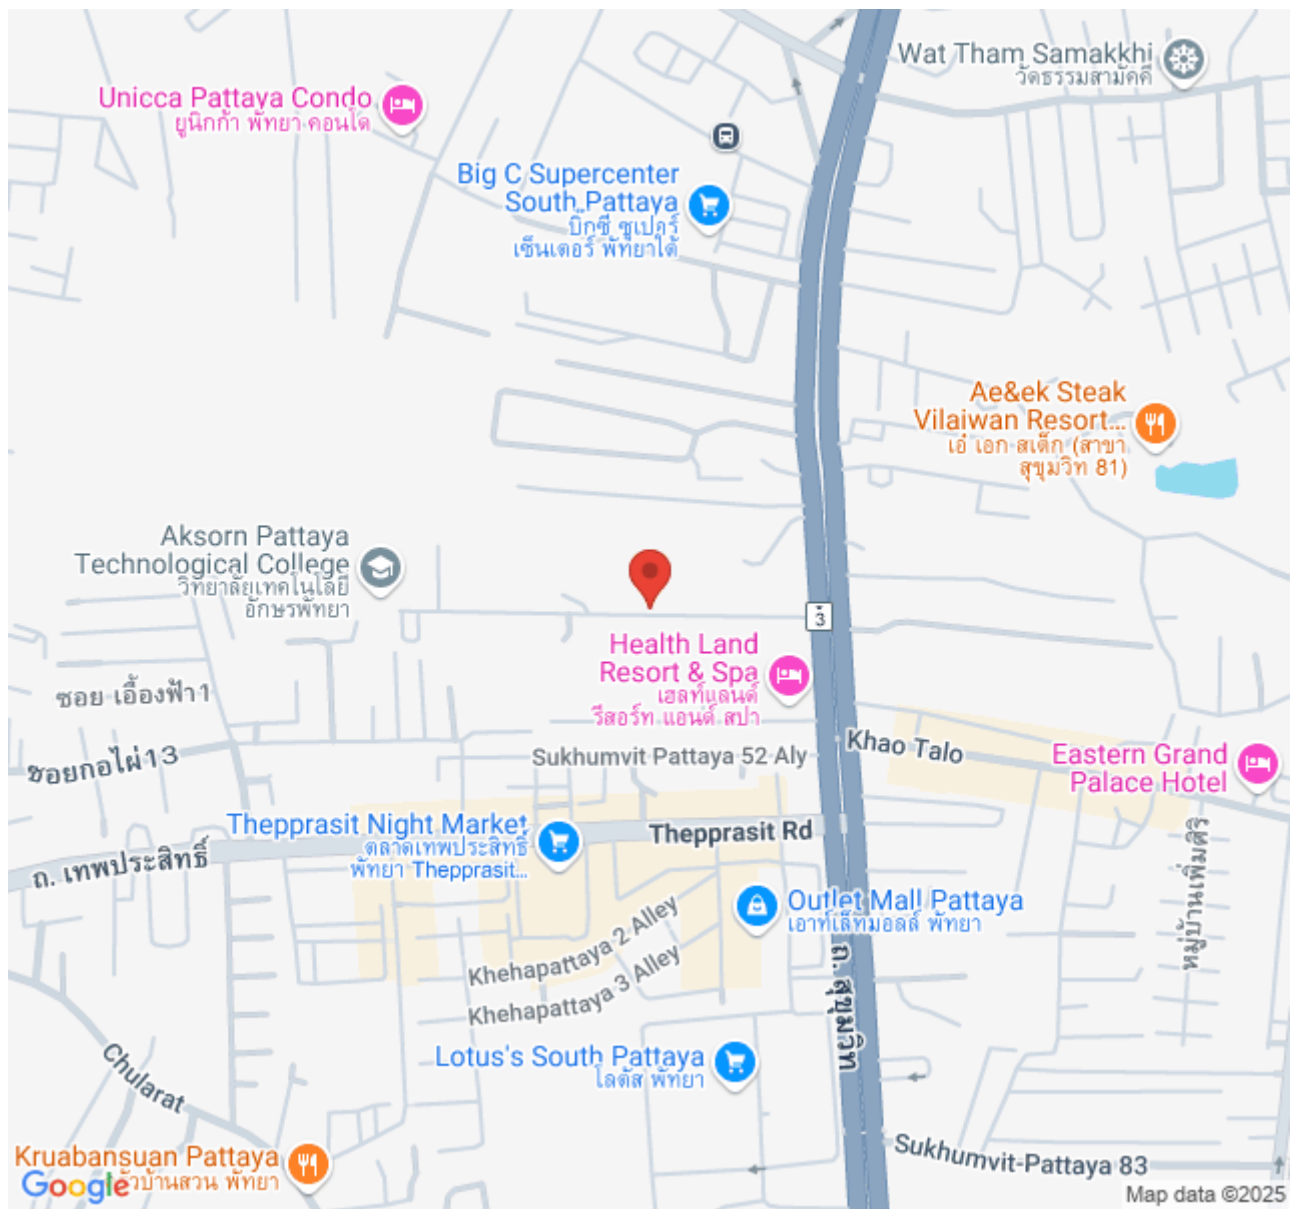 Wat Tham Samakkhi
วัดธรรมสามัคคี
Unicca Pattaya Condo
ยูนิกก้า พัทยา คอนโด
Big C Supercenter
South Pattaya
บิ๊กซี ซูเปอร์
เซ็นเตอร์ พัทยาใต้
Ae&ek Steak
Vilaiwan Resort...
เอ๋ เอก สเต็ก (สาขา
สุขุมวิท 81)
Aksorn Pattaya
Technological College
วิทยาลัยเทคโนโลยี
อักษรพัทยา
3
Health Land
Resort & Spa
เฮลท์แลนด์
รีสอร์ท แอนด์ สปา
ซอย เอื้องฟ้า 1
ซอยกอไผ่ 13
Sukhumvit Pattaya 52 Aly
Khao Talo
Eastern Grand
Palace Hotel
Thepprasit Night Market
ตลาดเทพประสิทธิ์
พัทยา Thepprasit...
Thepprasit Rd
ถ. เทพประสิทธิ์
Outlet Mall Pattaya
เอาท์เล็ทมอลล์ พัทยา
หมู่บ้านเพิ่มศิริ
Khehapattaya 2 Alley
Khehapattaya 3 Alley
ถ. สุขุมวิท
Lotus's South Pattaya
โลตัส พัทยา
Chularat
Sukhumvit-Pattaya 83
Kruabansuan Pattaya
ครัวบ้านสวน พัทยา
Google
Map data ©2025